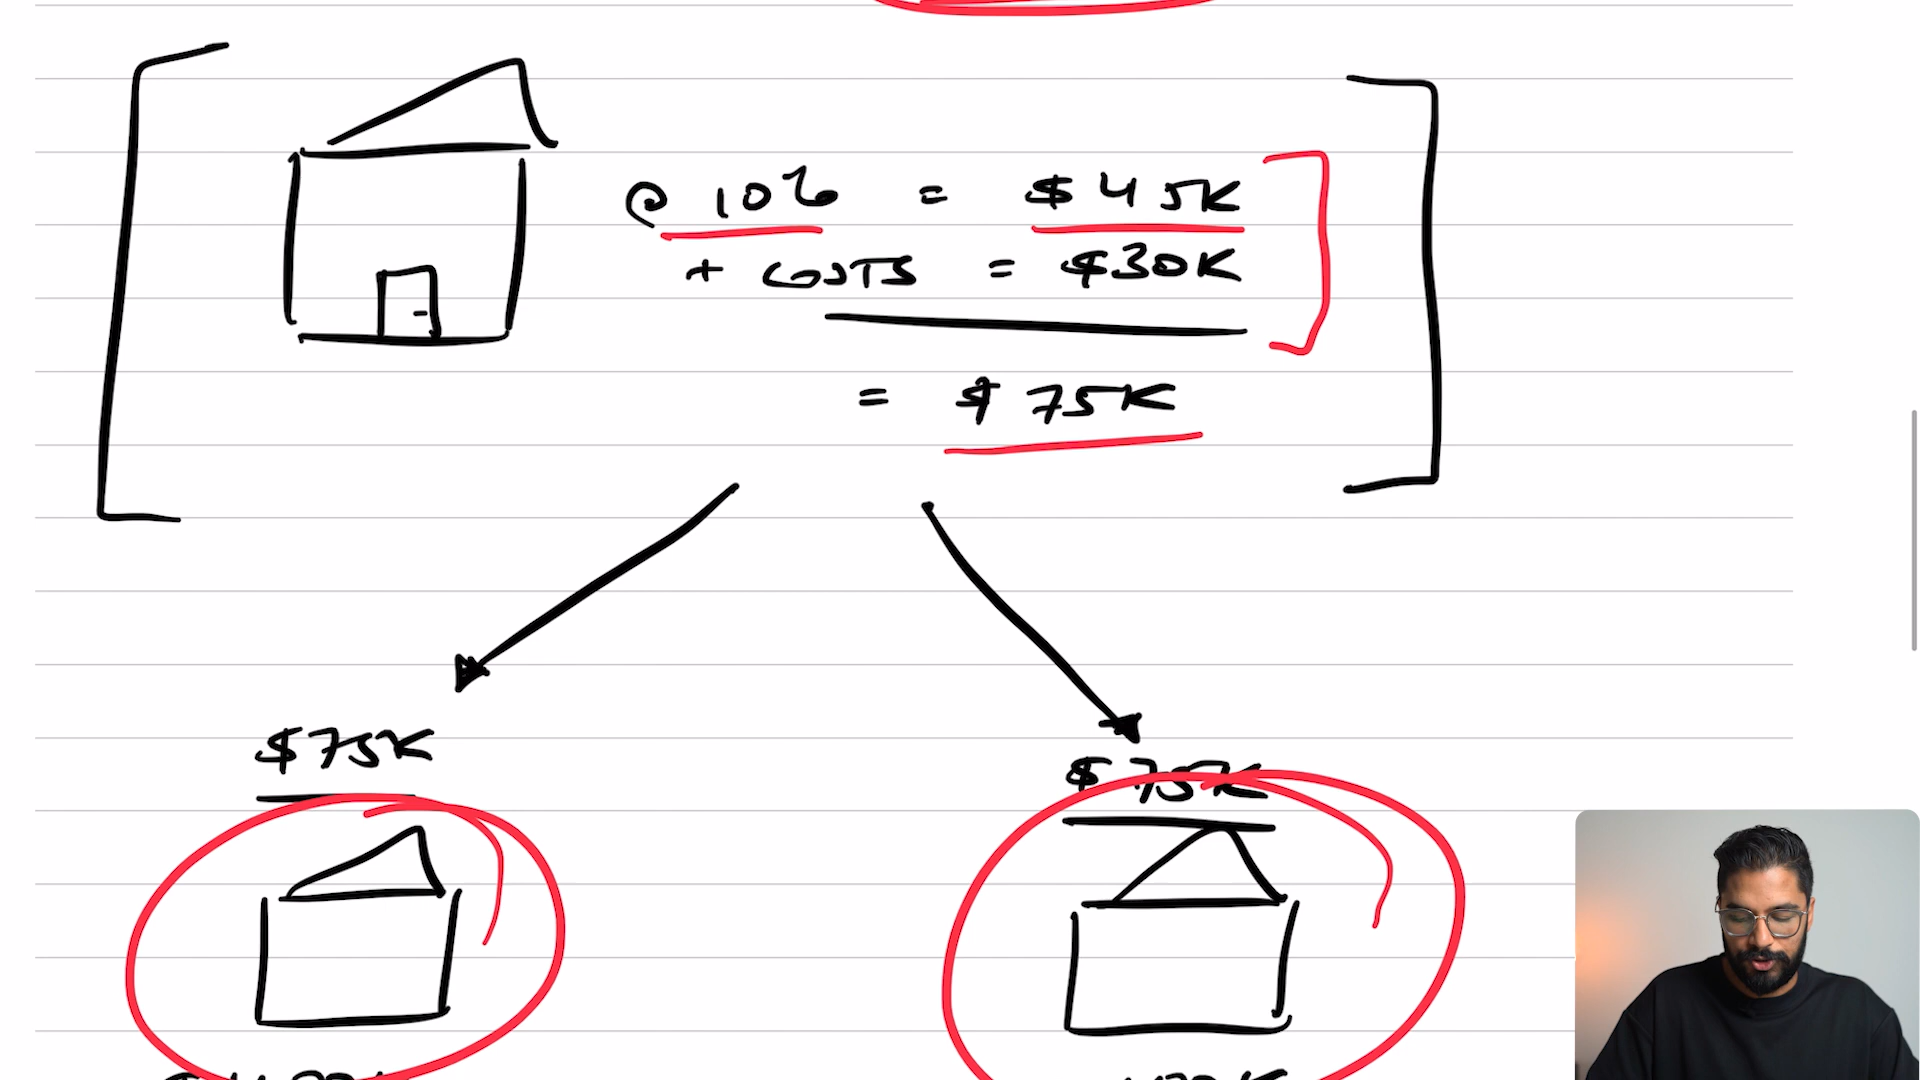 @ 10% = $45K
+ COSTS = $30K
= $75K
$75K
$75K